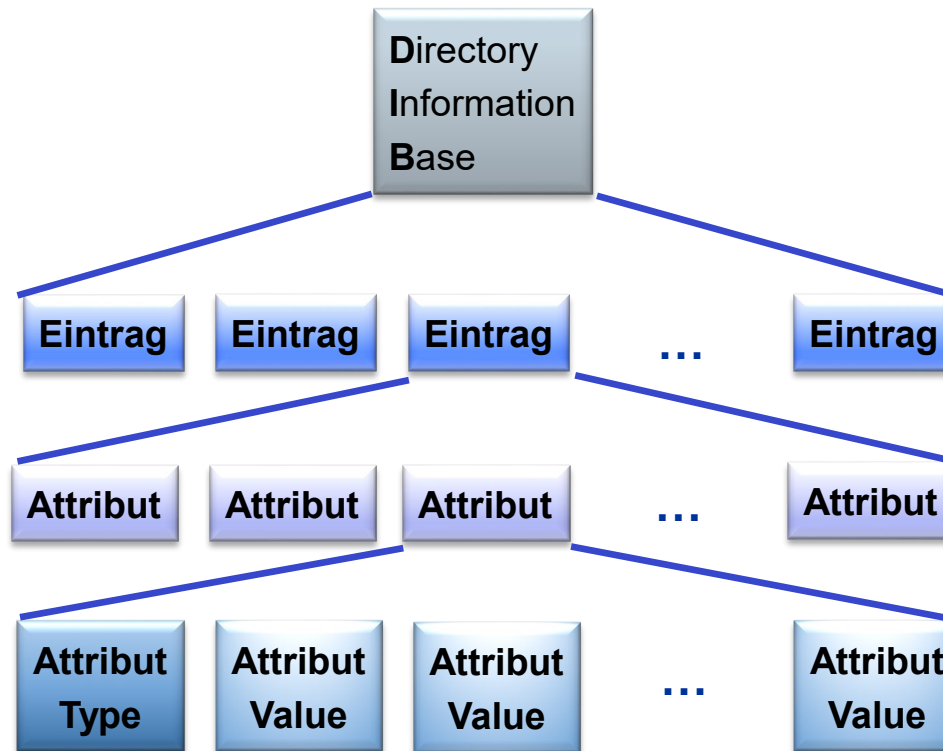 Directory
Information
Base
Eintrag Eintrag Eintrag ... Eintrag
Attribut Attribut Attribut ... Attribut
Attribut Type
Attribut Value
Attribut Value
...
Attribut Value